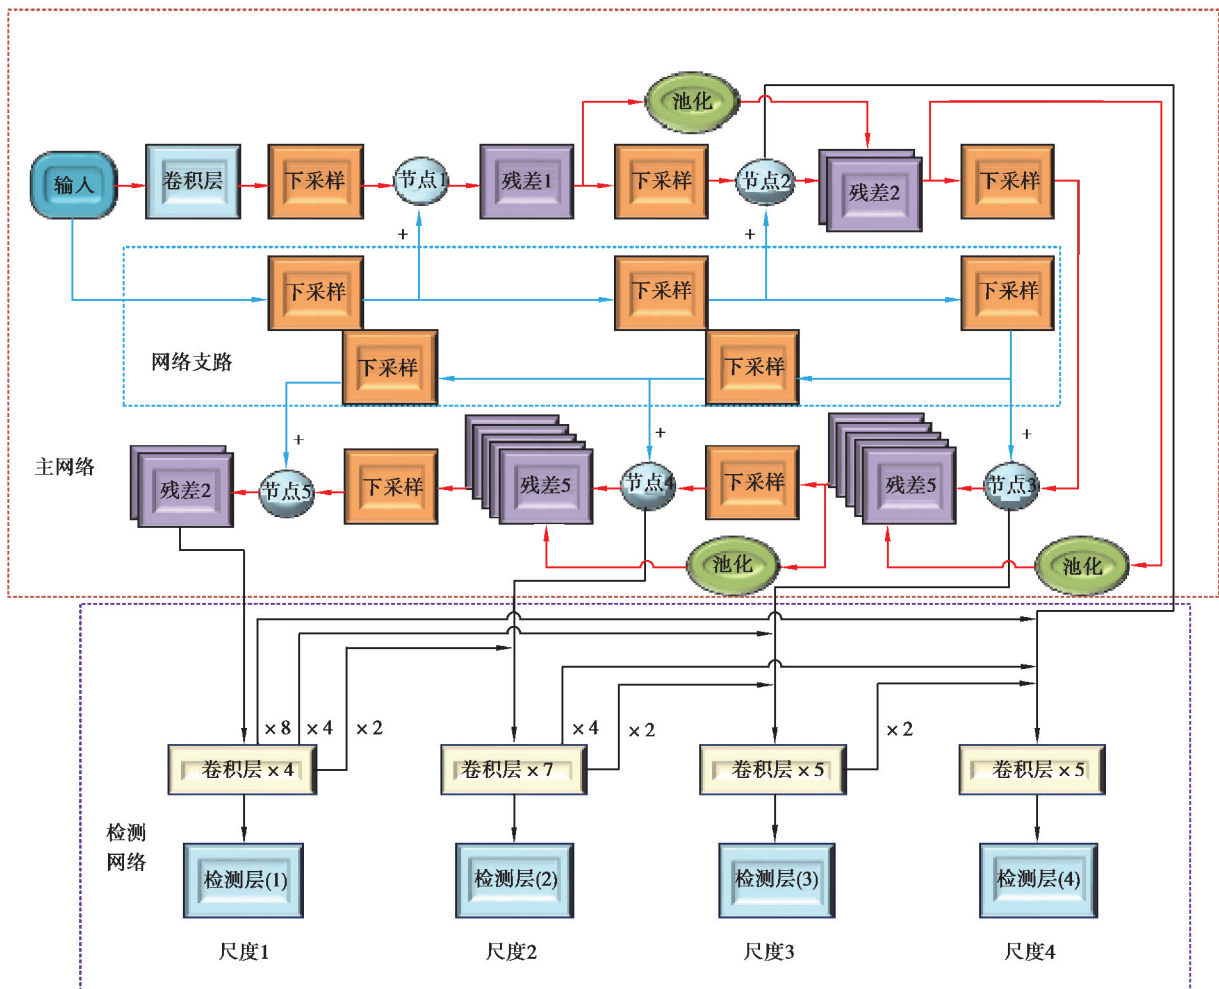 池化
输入
卷积层
下采样
节点1
残差1
下采样
节点2
残差2
下采样
+
+
下采样
下采样
下采样
网络支路
下采样
下采样
+
+
+
主网络
残差2
节点5
下采样
残差5
节点4
下采样
残差5
节点3
池化
池化
×8
×4
×2
×4
×2
×2
卷积层×4
卷积层×7
卷积层×5
卷积层×5
检测
网络
检测层(1)
检测层(2)
检测层(3)
检测层(4)
尺度1
尺度2
尺度3
尺度4